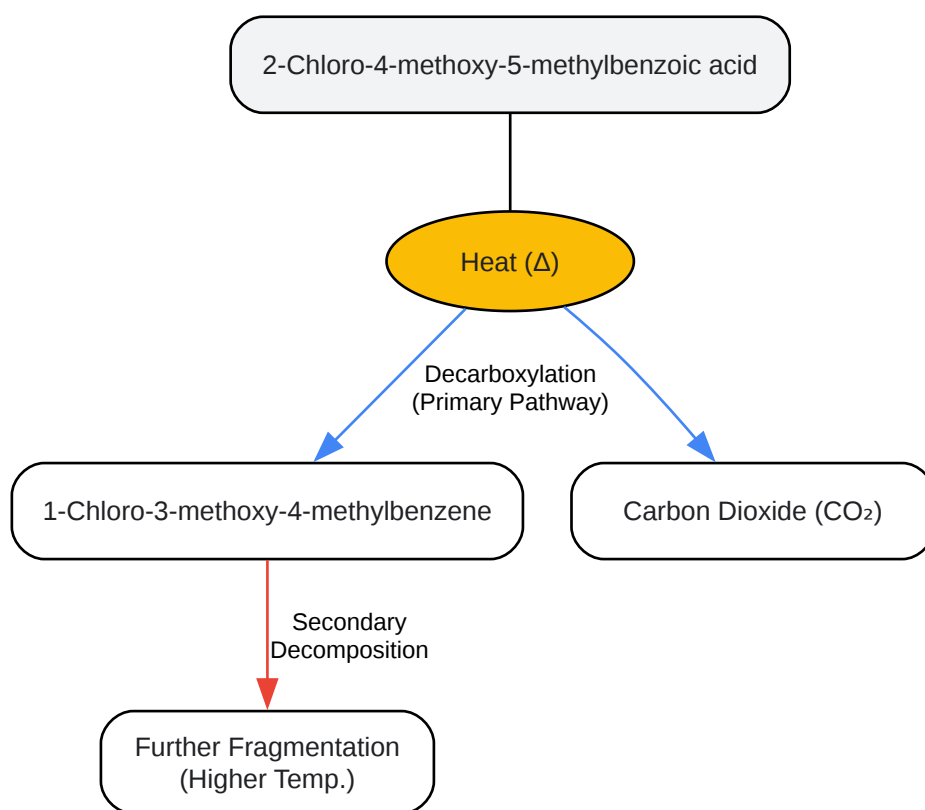 2-Chloro-4-methoxy-5-methylbenzoic acid
Heat (Δ)
Decarboxylation
(Primary Pathway)
1-Chloro-3-methoxy-4-methylbenzene
Carbon Dioxide (CO₂)
Secondary
Decomposition
Further Fragmentation
(Higher Temp.)